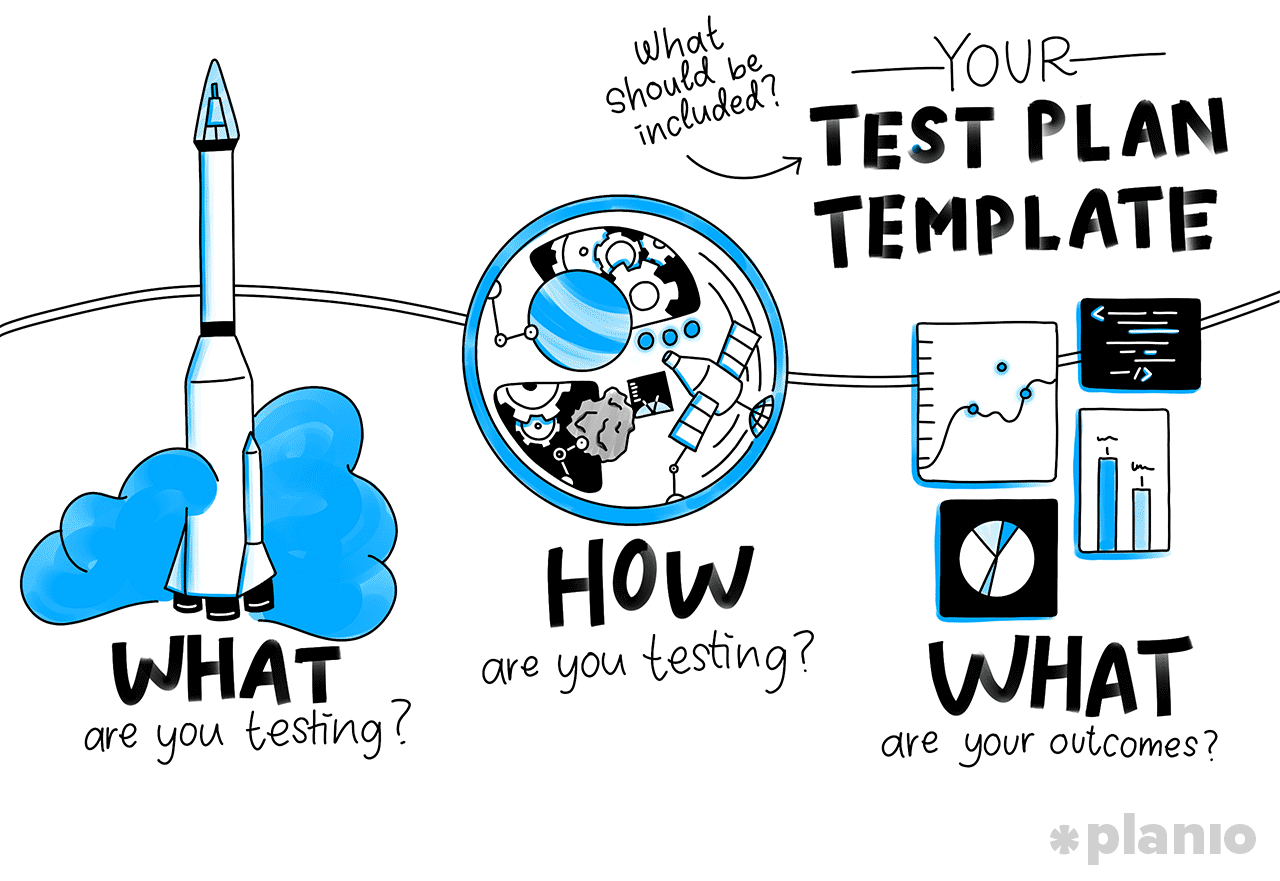 What
should be
included?
YOUR
TEST PLAN
TEMPLATE
HOW
are you testing?
WHAT
are you testing?
WHAT
are your outcomes?
< />
*planio